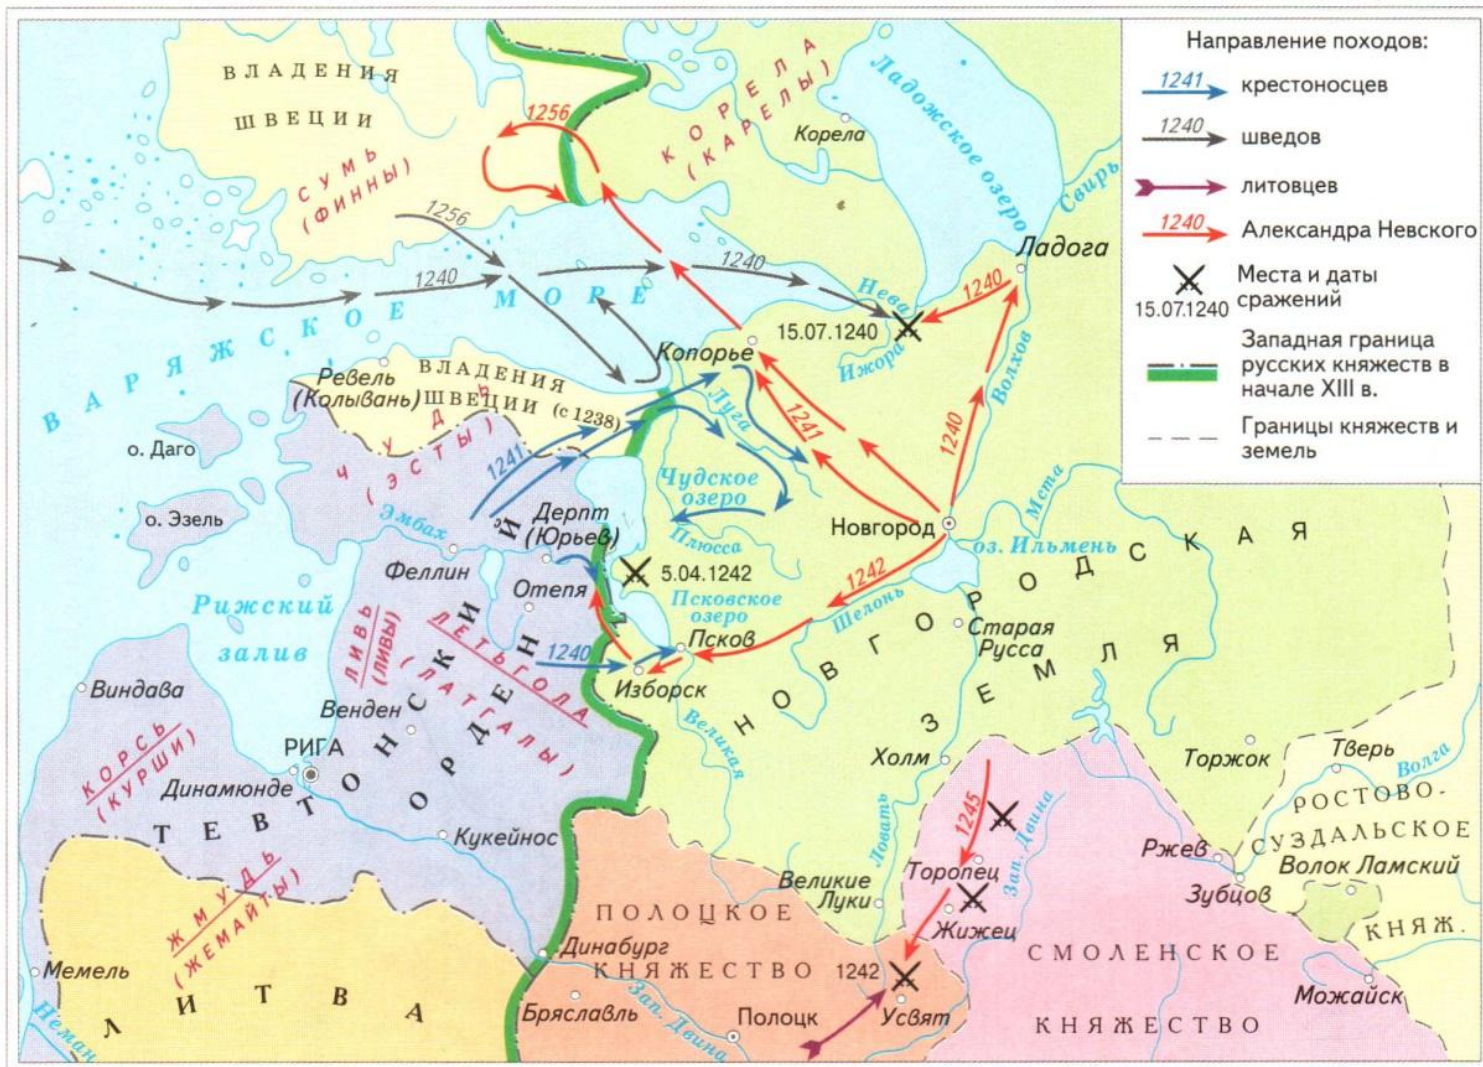 Направление походов:
1241 крестоносцев
1240 шведов
литовцев
1240 Александра Невского
Места и даты
сражений
15.07.1240
Западная граница
русских княжеств в
начале XIII в.
Границы княжеств и
земель
ВЛАДЕНИЯ
ШВЕЦИИ
СУМЬ
(ФИННЫ)
1256
КОРЕЛА
(КАРЕЛЫ)
Корела
Ладожское озеро
Свирь
Ладога
1256
1240
1240
1240
Нева
15.07.1240
Ижора
Волхов
ВАРЯЖСКОЕ МОРЕ
Копорье
Ревель
(Колывань)
ВЛАДЕНИЯ
ШВЕЦИИ (с 1238)
Луга
1241
1240
о. Даго
ЧУДЬ
(ЭСТЫ)
1241
Чудское
озеро
Мста
о. Эзель
Эмбах
Дерпт
(Юрьев)
Плюсса
Новгород
оз. Ильмень
Феллин
5.04.1242
1242
Отепя
Псковское
озеро
Шелонь
Рижский
залив
ЛИВЬ
(ЛИВЫ)
ЛЕТЬГОЛА
(ЛАТГАЛЫ)
Псков
Старая
Русса
1240
Изборск
НОВГОРОДСКАЯ
ЗЕМЛЯ
Виндава
Венден
Великая
КОРСЬ
(КУРШИ)
РИГА
Динамюнде
Холм
Торжок
Тверь
Волга
ТЕВТОНСКИЙ
ОРДЕН
Кукейнос
Ловать
1245
Зап. Двина
РОСТОВО-
СУЗДАЛЬСКОЕ
КНЯЖ.
Ржев
Волок Ламский
Торопец
Зубцов
Великие
Луки
Жижец
ЖМУДЬ
(ЖЕМАЙТЫ)
ПОЛОЦКОЕ
КНЯЖЕСТВО
1242
СМОЛЕНСКОЕ
КНЯЖЕСТВО
Динабург
Мемель
Можайск
ЛИТВА
Бряславль
Зап. Двина
Полоцк
Усвят
Неман